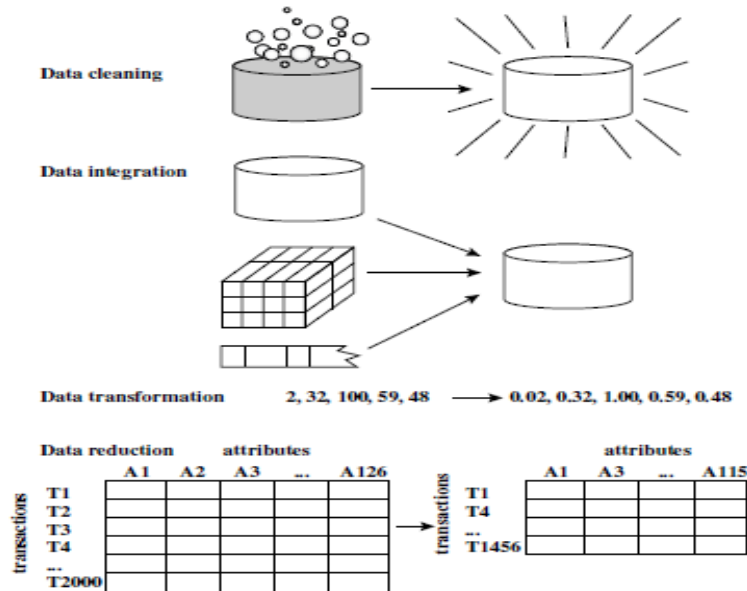 Data cleaning
Data integration
Data transformation 2, 32, 100, 59, 48 0.02, 0.32, 1.00, 0.59, 0.48
Data reduction attributes
A1 A2 A3 ... A126
transactions
T1
T2
T3
T4
...
T2000
attributes
A1 A3 ... A115
transactions
T1
T4
...
T1456